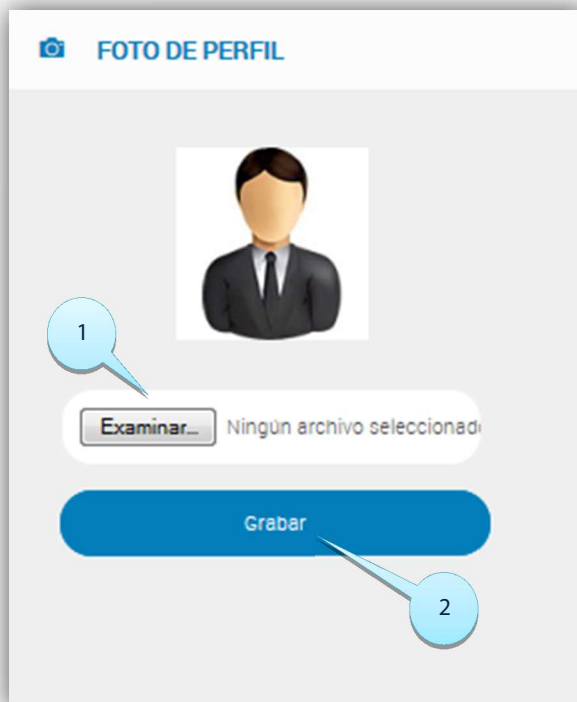 FOTO DE PERFIL
1
Examinar... Ningún archivo seleccionad
Grabar
2